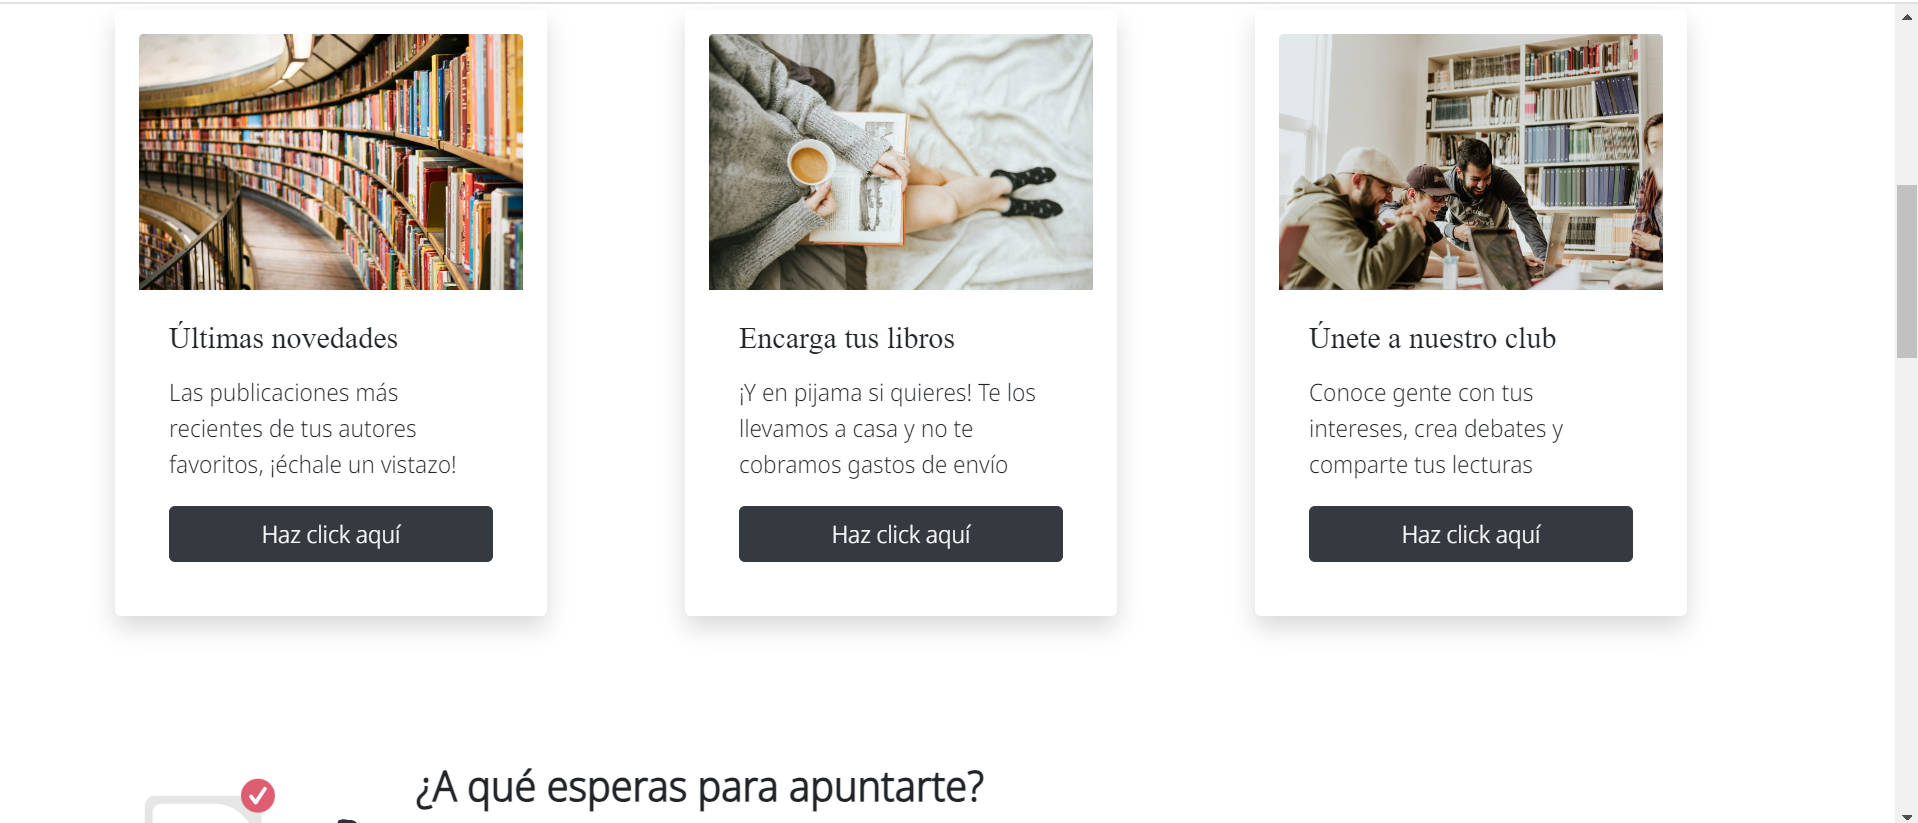 Últimas novedades
Las publicaciones más
recientes de tus autores
favoritos, ¡échale un vistazo!
Haz click aquí
Encarga tus libros
¡Y en pijama si quieres! Te los
llevamos a casa y no te
cobramos gastos de envío
Haz click aquí
Únete a nuestro club
Conoce gente con tus
intereses, crea debates y
comparte tus lecturas
Haz click aquí
¿A qué esperas para apuntarte?